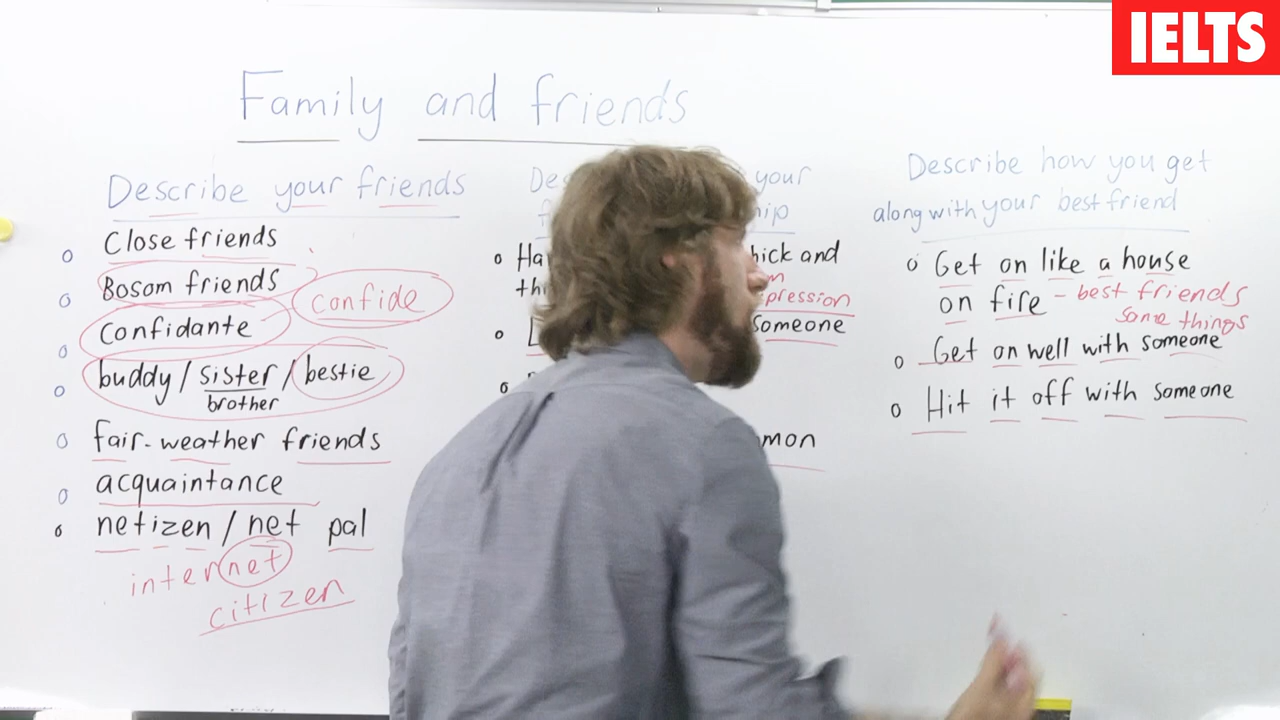 IELTS
Family and friends
Describe your friends
Close friends
Bosom friends
Confidante
confide
buddy / sister / bestie
brother
fair-weather friends
acquaintance
netizen / net pal
internet
citizen
your
and
someone
Describe how you get
along with your best friend
Get on like a house
on fire - best friends
same things
Get on well with someone
Hit it off with someone